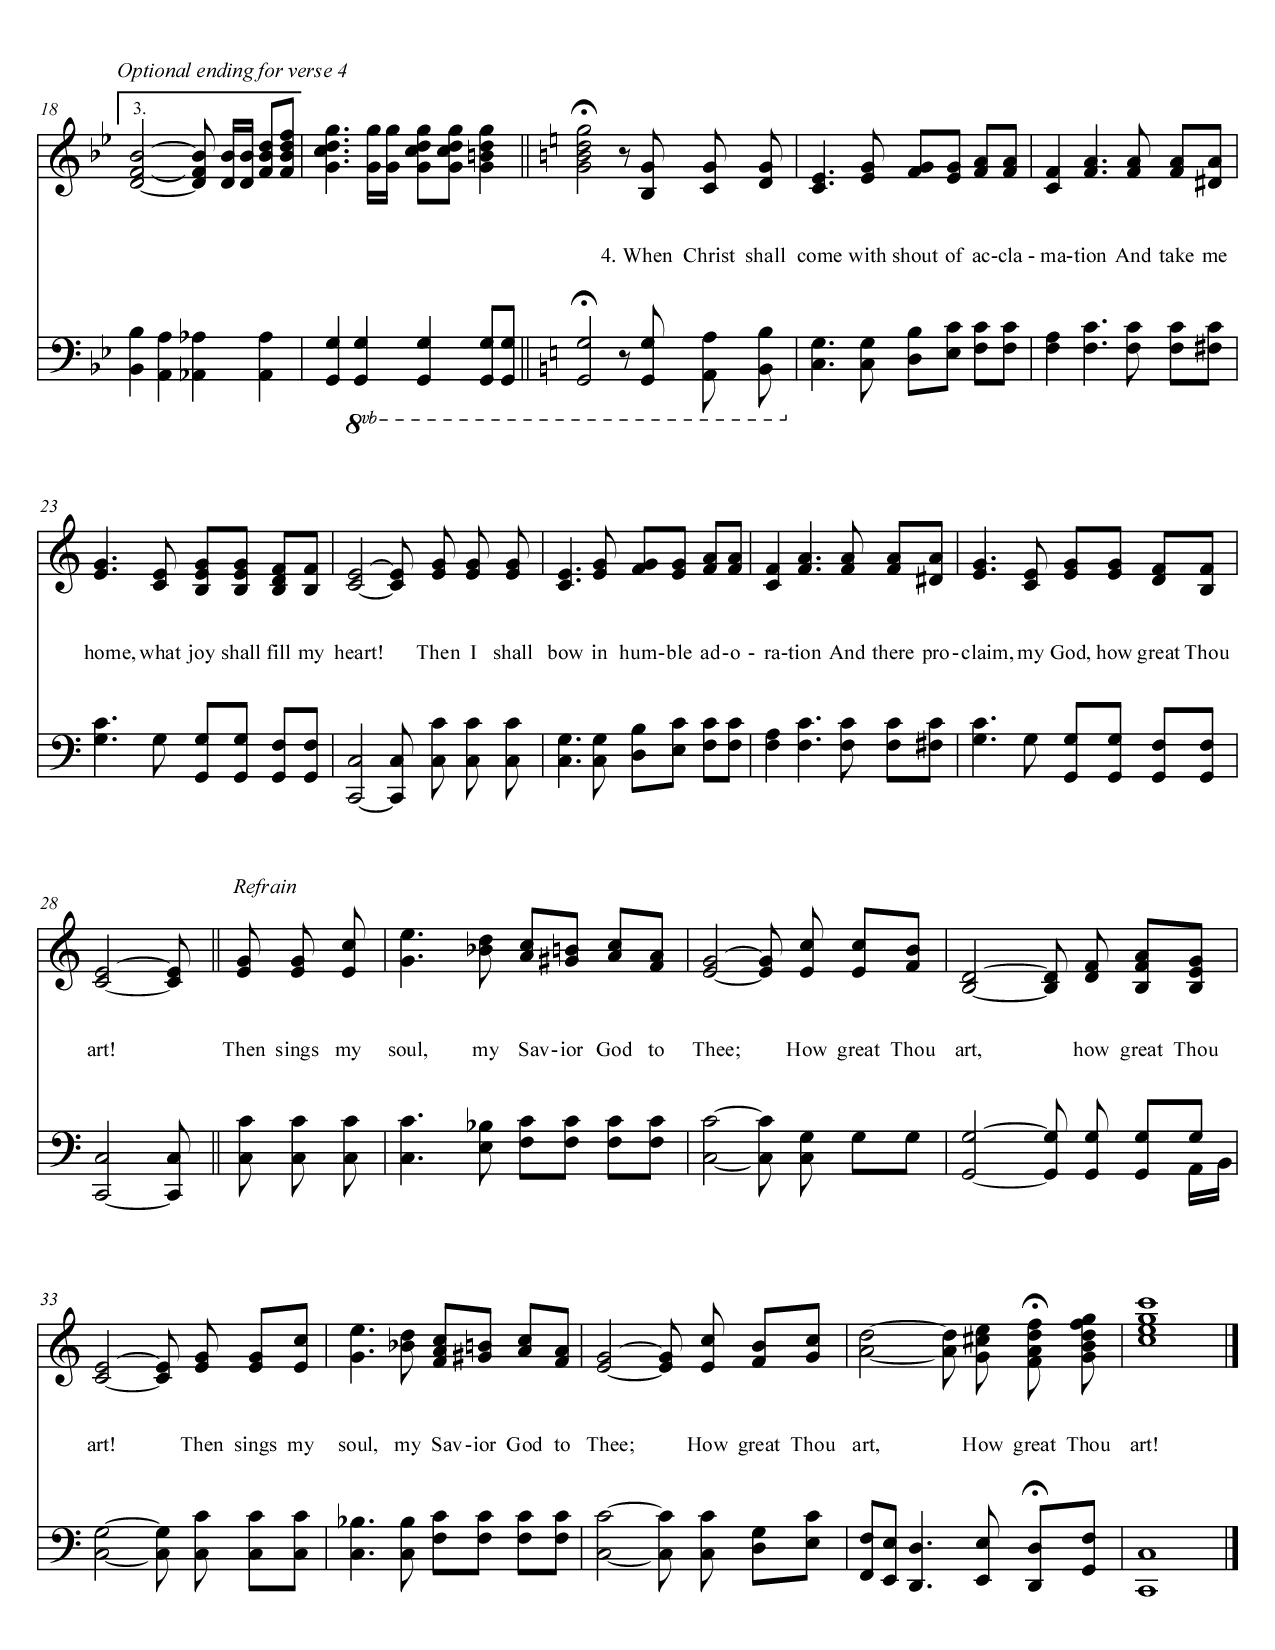 Optional ending for verse 4
18
3.
4. When Christ shall come with shout of ac-cla - ma-tion And take me
8vb
23
home, what joy shall fill my heart! Then I shall bow in hum-ble ad-o - ra-tion And there pro-claim, my God, how great Thou
Refrain
28
art! Then sings my soul, my Sav-ior God to Thee; How great Thou art, how great Thou
33
art! Then sings my soul, my Sav-ior God to Thee; How great Thou art, How great Thou art!